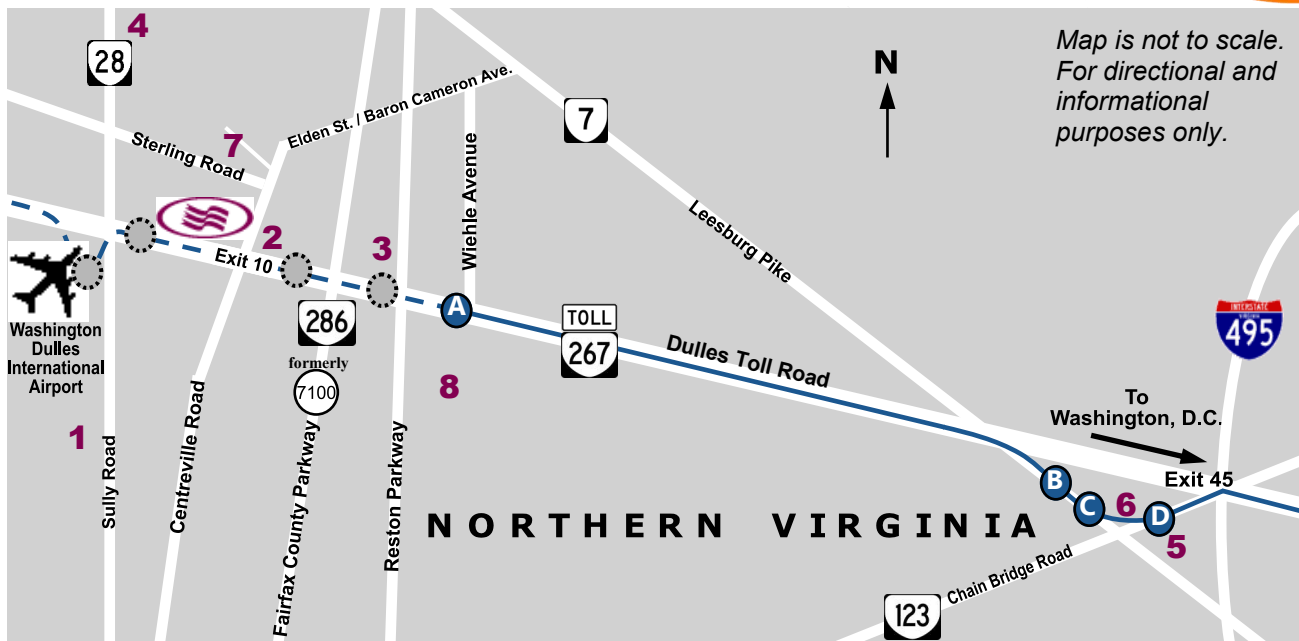 Map is not to scale.
For directional and
informational
purposes only.
N
4
28
7
Sterling Road
7
Elden St. / Baron Cameron Ave.
Wiehle Avenue
Leesburg Pike
2
Exit 10
3
A
Washington
Dulles
International
Airport
286
formerly
7100
TOLL
267
Dulles Toll Road
INTERSTATE
VIRGINIA
495
To
Washington, D.C.
Exit 45
8
1
Sully Road
Centreville Road
Fairfax County Parkway
Reston Parkway
B
C
6
D
5
NORTHERN VIRGINIA
Chain Bridge Road
123